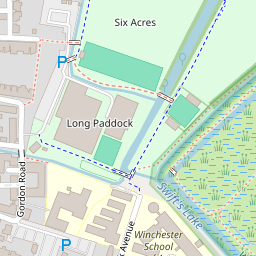 Six Acres
P
Long Paddock
Gordon Road
Swift's Lake
Avenue
Winchester
School
P